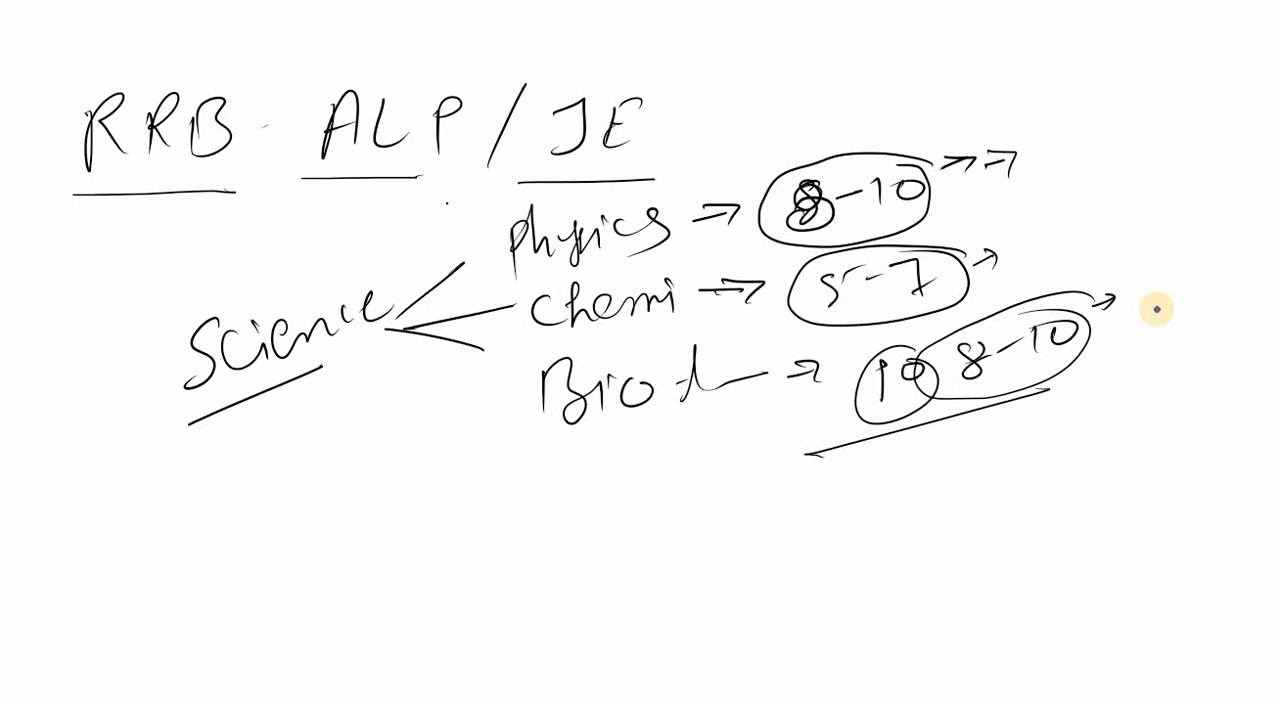 RRB ALP / JE
physics → 8-10 →→
Science
chemi → 5-7 →
Bio → 10 8-10 →